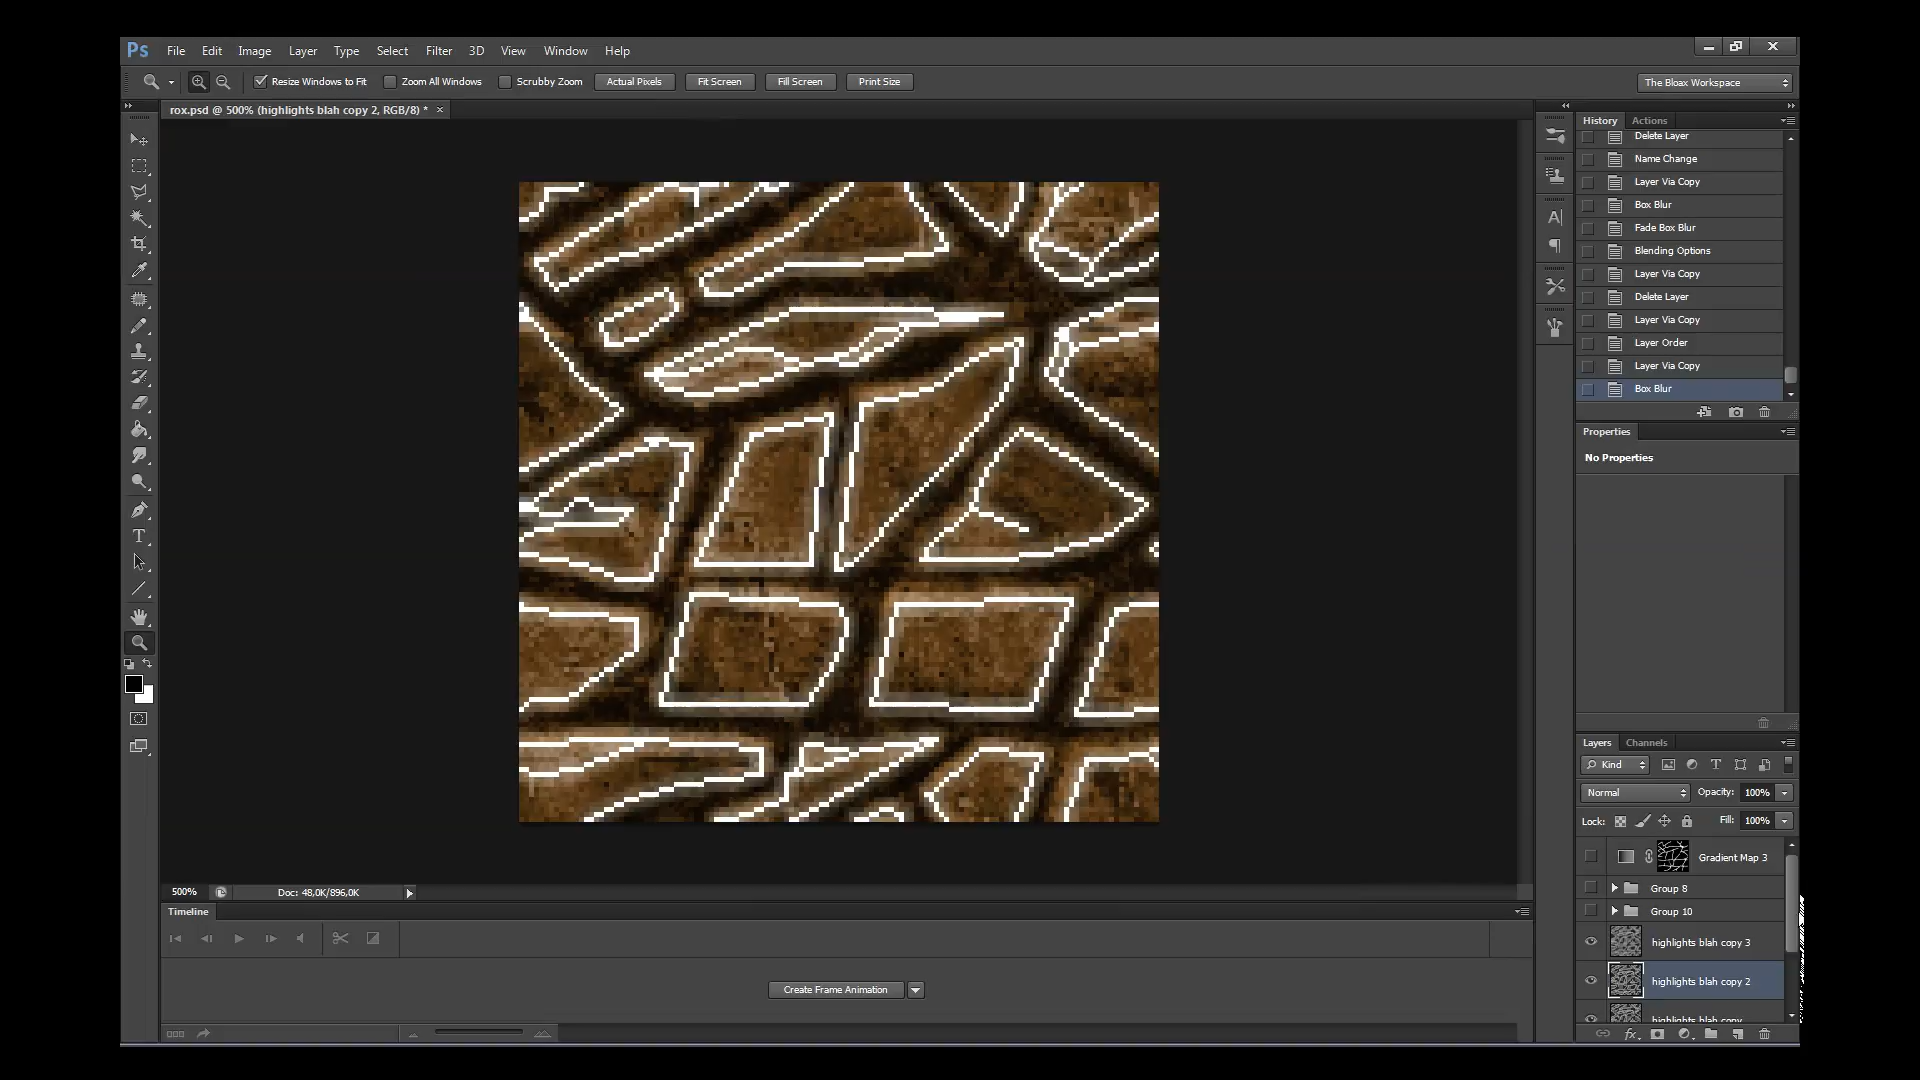 Ps File Edit Image Layer Type Select Filter 3D View Window Help
Resize Windows to Fit Zoom All Windows Scrubby Zoom Actual Pixels Fit Screen Fill Screen Print Size The Bloax Workspace
rox.psd @ 500% (highlights blah copy 2, RGB/8) *
History Actions
Delete Layer
Name Change
Layer Via Copy
Box Blur
Fade Box Blur
Blending Options
Layer Via Copy
Delete Layer
Layer Via Copy
Layer Order
Layer Via Copy
Box Blur
Properties
No Properties
Layers Channels
Kind
Normal Opacity: 100%
Lock: Fill: 100%
Gradient Map 3
Group 8
Group 10
highlights blah copy 3
highlights blah copy 2
highlights blah copy
500% Doc: 48,0K/896,0K
Timeline
Create Frame Animation